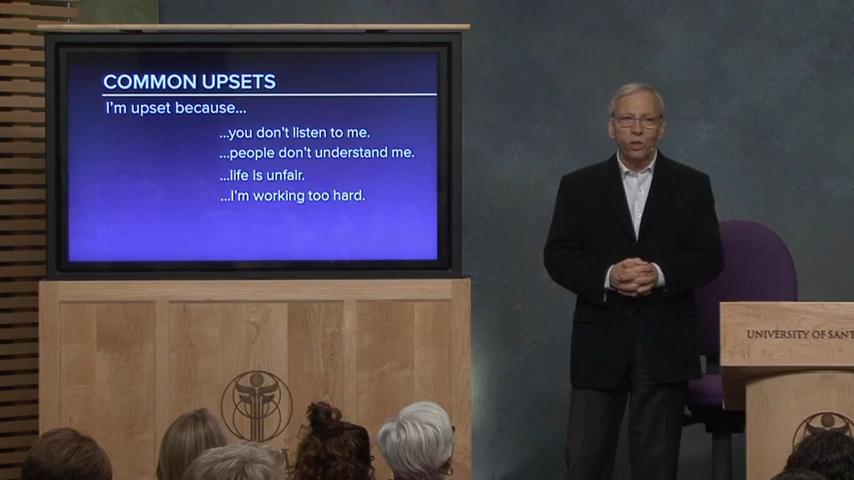 COMMON UPSETS
I'm upset because...
...you don't listen to me.
...people don't understand me.
...life is unfair.
...I'm working too hard.
UNIVERSITY OF SANT